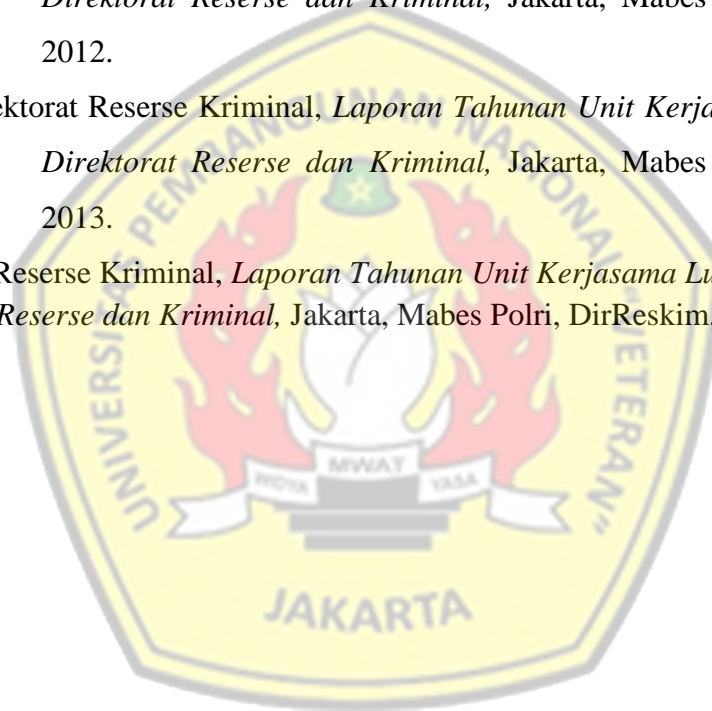 Direktorat Reserse dan Kriminal, Jakarta, Mabes
2012.
ektorat Reserse Kriminal, Laporan Tahunan Unit Kerja
Direktorat Reserse dan Kriminal, Jakarta, Mabes
2013.
Reserse Kriminal, Laporan Tahunan Unit Kerjasama Lu
Reserse dan Kriminal, Jakarta, Mabes Polri, DirReskim.
UNIVERSITAS PEMBANGUNAN NASIONAL "VETERAN"
WIDYA MWAT YASA
JAKARTA